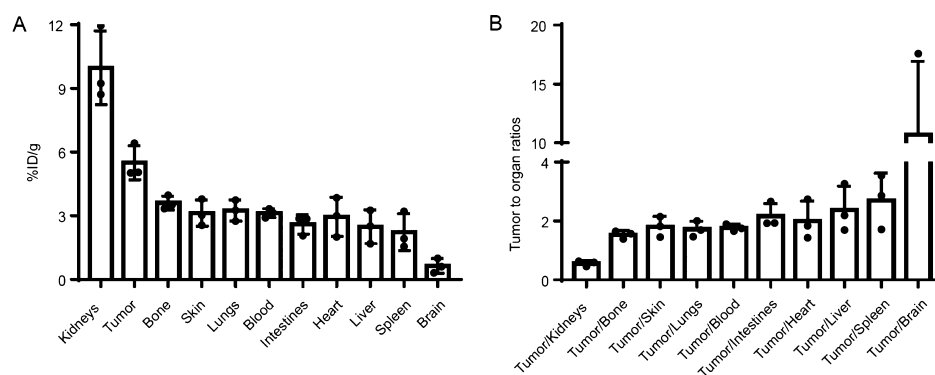 A
%ID/g
12
9
6
3
0
Kidneys
Tumor
Bone
Skin
Lungs
Blood
Intestines
Heart
Liver
Spleen
Brain
B
Tumor to organ ratios
20
15
10
4
2
0
Tumor/Kidneys
Tumor/Bone
Tumor/Skin
Tumor/Lungs
Tumor/Blood
Tumor/Intestines
Tumor/Heart
Tumor/Liver
Tumor/Spleen
Tumor/Brain